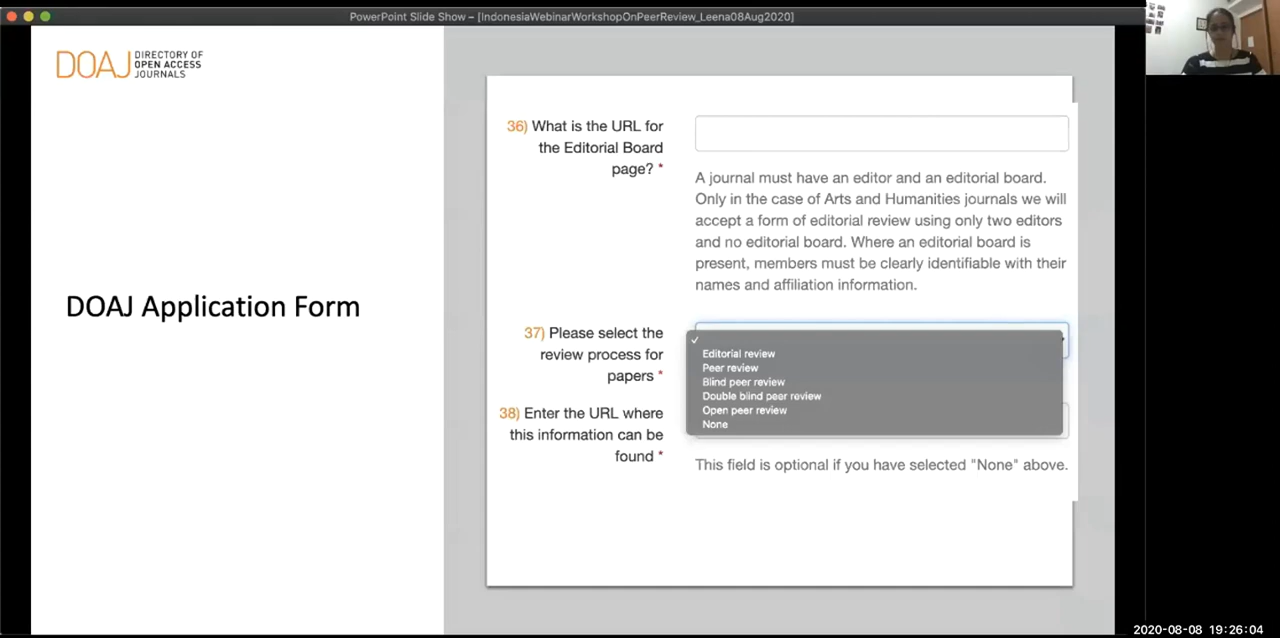 PowerPoint Slide Show – [IndonesiaWebinarWorkshopOnPeerReview_Leena08Aug2020]
DOAJ
DIRECTORY OF
OPEN ACCESS
JOURNALS
DOAJ Application Form
36) What is the URL for
the Editorial Board
page? *
A journal must have an editor and an editorial board.
Only in the case of Arts and Humanities journals we will
accept a form of editorial review using only two editors
and no editorial board. Where an editorial board is
present, members must be clearly identifiable with their
names and affiliation information.
37) Please select the
review process for
papers *
✓
Editorial review
Peer review
Blind peer review
Double blind peer review
Open peer review
None
38) Enter the URL where
this information can be
found *
This field is optional if you have selected "None" above.
2020-08-08 19:26:04